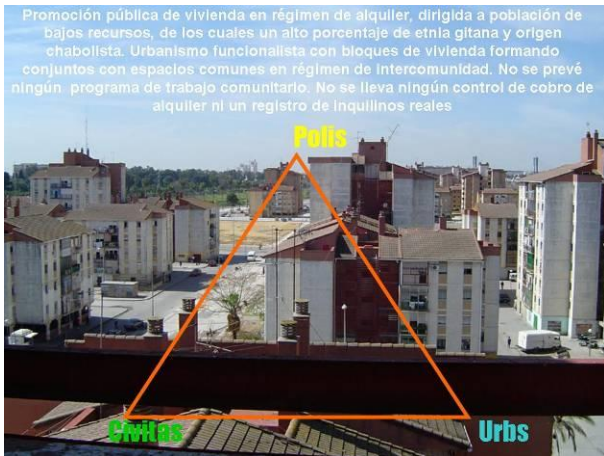 Promoción pública de vivienda en régimen de alquiler, dirigida a población de
bajos recursos, de los cuales un alto porcentaje de etnia gitana y origen
chabolista. Urbanismo funcionalista con bloques de vivienda formando
conjuntos con espacios comunes en régimen de intercomunidad. No se prevé
ningún programa de trabajo comunitario. No se lleva ningún control de cobro de
alquiler ni un registro de inquilinos reales
Polis
Civitas
Urbs